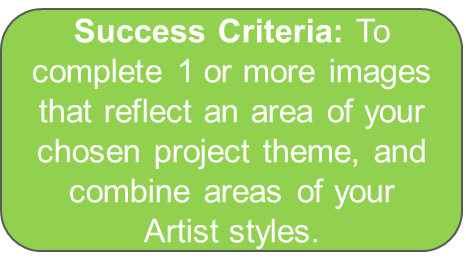 Success Criteria: To
complete 1 or more images
that reflect an area of your
chosen project theme, and
combine areas of your
Artist styles.